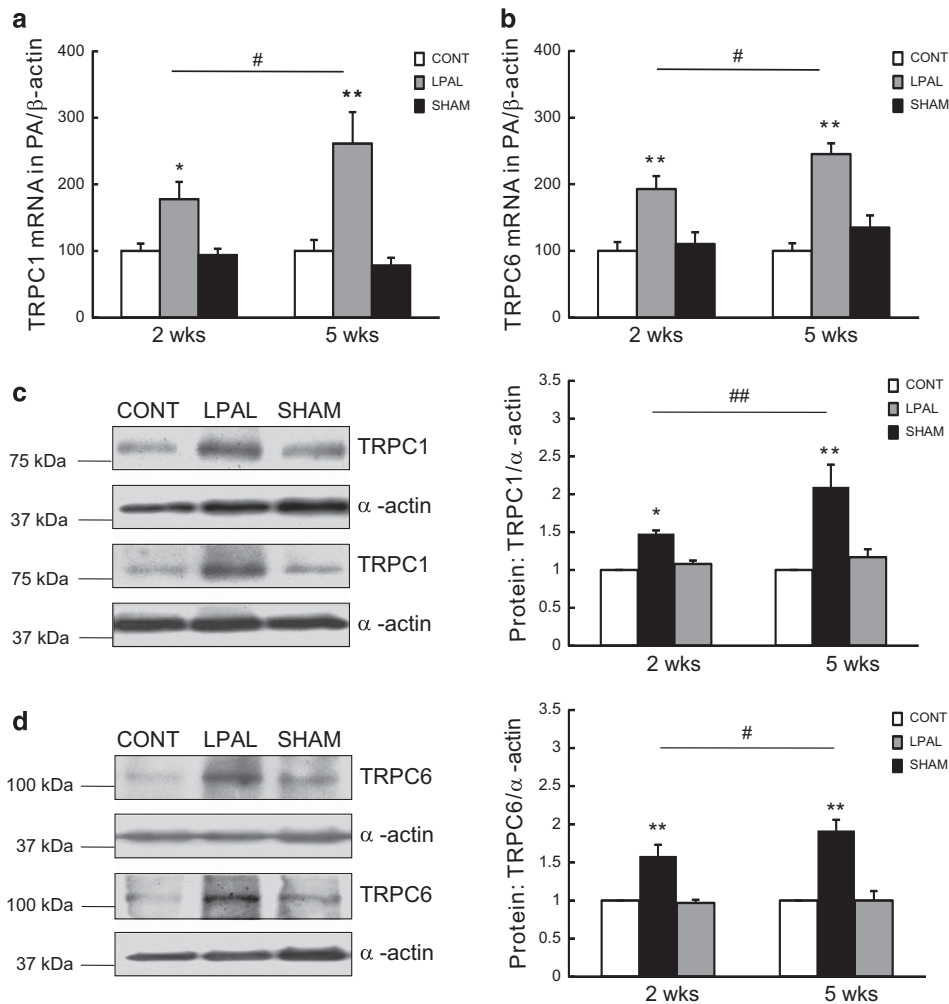 a
TRPC1 mRNA in PA/β-actin
400
300
200
100
0
#
*
**
CONT
LPAL
SHAM
2 wks
5 wks
b
TRPC6 mRNA in PA/β-actin
400
300
200
100
0
#
**
**
CONT
LPAL
SHAM
2 wks
5 wks
c
CONT LPAL SHAM
TRPC1
75 kDa
α -actin
37 kDa
TRPC1
75 kDa
α -actin
37 kDa
Protein: TRPC1/α -actin
3.5
3
2.5
2
1.5
1
0.5
0
##
*
**
CONT
LPAL
SHAM
2 wks
5 wks
d
CONT LPAL SHAM
TRPC6
100 kDa
α -actin
37 kDa
TRPC6
100 kDa
α -actin
37 kDa
Protein: TRPC6/α -actin
3.5
3
2.5
2
1.5
1
0.5
0
#
**
**
CONT
LPAL
SHAM
2 wks
5 wks